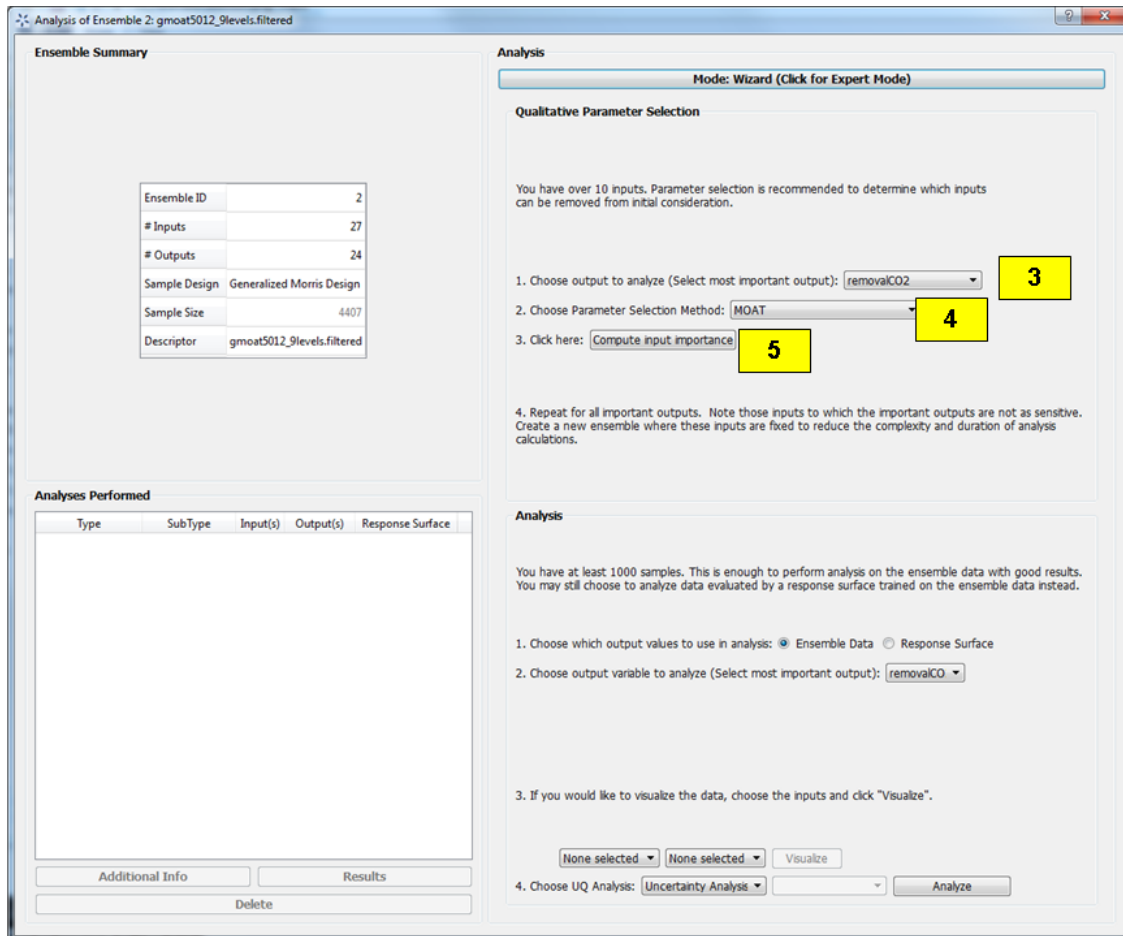 Analysis of Ensemble 2: gmoat5012_9levels.filtered
Ensemble Summary
Ensemble ID 2
# Inputs 27
# Outputs 24
Sample Design Generalized Morris Design
Sample Size 4407
Descriptor gmoat5012_9levels.filtered
Analyses Performed
Type SubType Input(s) Output(s) Response Surface
Additional Info Results
Delete
Analysis
Mode: Wizard (Click for Expert Mode)
Qualitative Parameter Selection
You have over 10 inputs. Parameter selection is recommended to determine which inputs
can be removed from initial consideration.
1. Choose output to analyze (Select most important output): removalCO2
3
2. Choose Parameter Selection Method: MOAT
4
3. Click here: Compute input importance
5
4. Repeat for all important outputs. Note those inputs to which the important outputs are not as sensitive.
Create a new ensemble where these inputs are fixed to reduce the complexity and duration of analysis
calculations.
Analysis
You have at least 1000 samples. This is enough to perform analysis on the ensemble data with good results.
You may still choose to analyze data evaluated by a response surface trained on the ensemble data instead.
1. Choose which output values to use in analysis: Ensemble Data Response Surface
2. Choose output variable to analyze (Select most important output): removalCO
3. If you would like to visualize the data, choose the inputs and click "Visualize".
None selected None selected Visualize
4. Choose UQ Analysis: Uncertainty Analysis Analyze